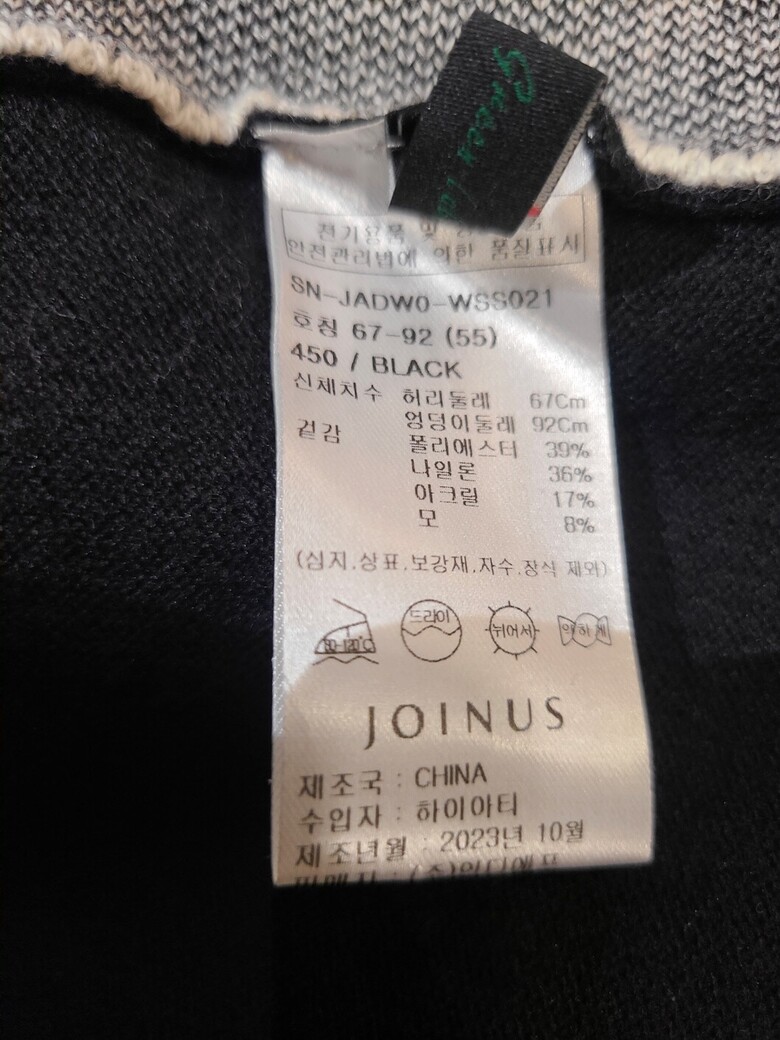 Green
전기용품 및
안전관리법에 의한 품질표시
SN-JADW0-WSS021
호칭 67-92 (55)
450 / BLACK
신체치수 허리둘레 67Cm
엉덩이둘레 92Cm
겉감 폴리에스터 39%
나일론 36%
아크릴 17%
모 8%
(심지.상표.보강재.자수.장식 제외)
80-120°C 드라이 뉘어서 약하게
JOINUS
제조국 : CHINA
수입자 : 하이아티
제조년월 : 2023년 10월